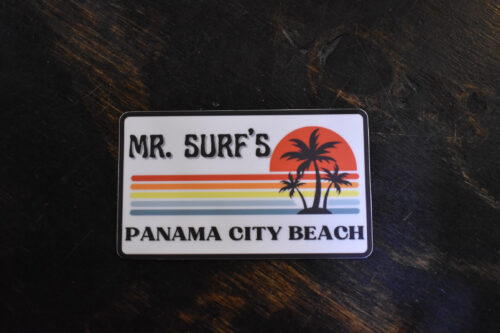 MR. SURF'S
PANAMA CITY BEACH